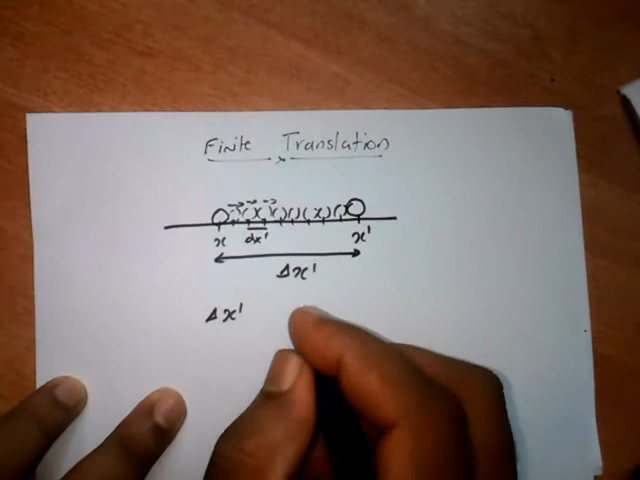 Finite Translation
x dx' x'
Δx'
Δx'